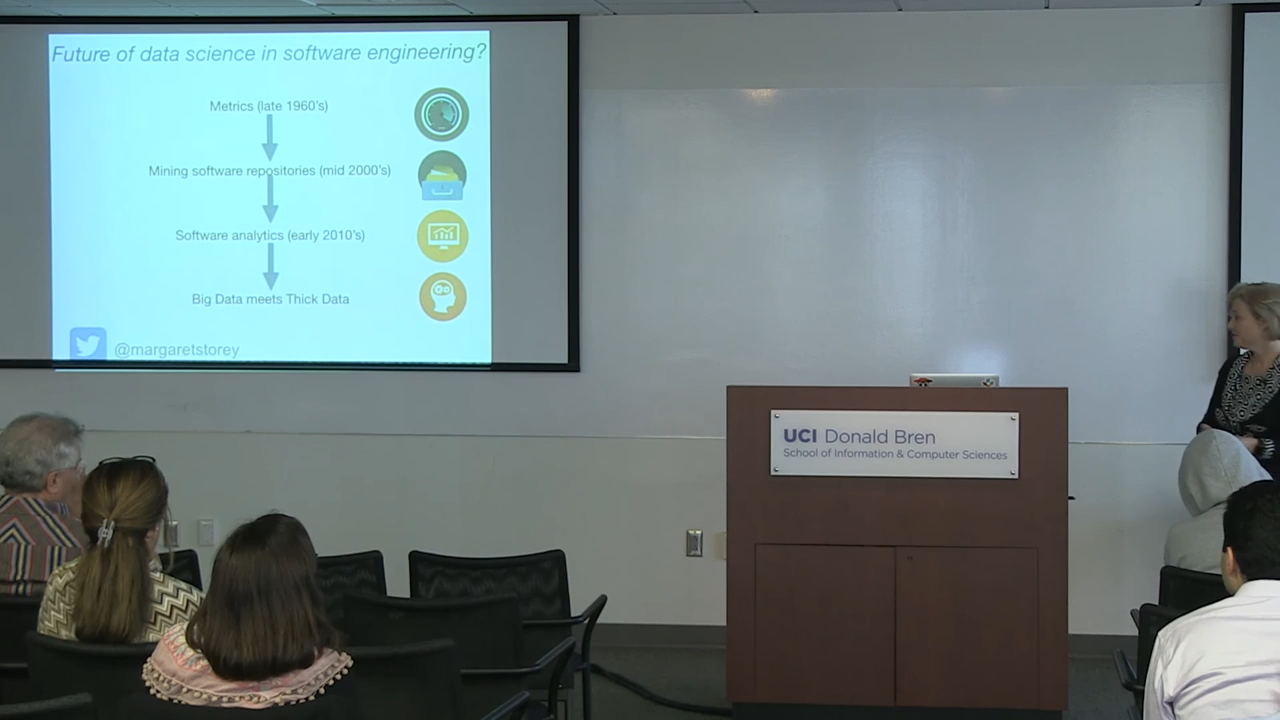 Future of data science in software engineering?
Metrics (late 1960's)
Mining software repositories (mid 2000's)
Software analytics (early 2010's)
Big Data meets Thick Data
@margaretstorey
UCI Donald Bren
School of Information & Computer Sciences